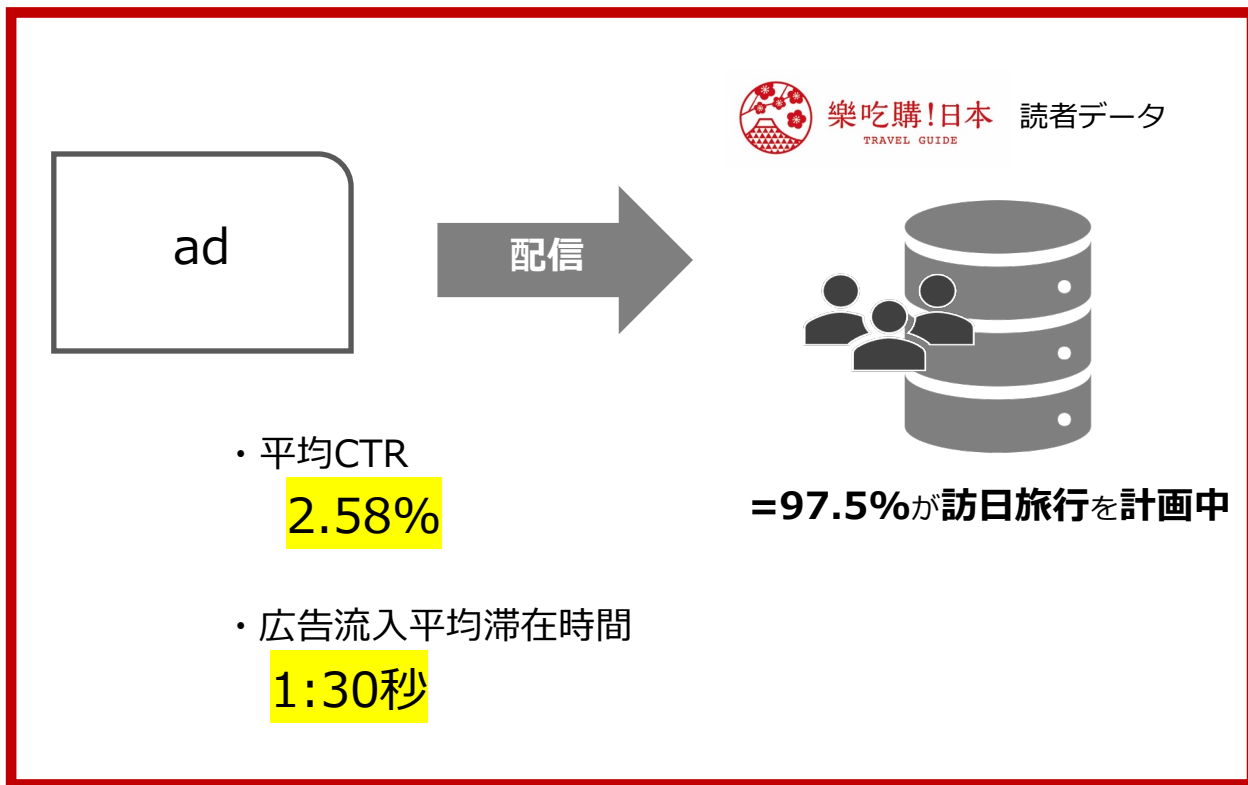 樂吃購!日本 読者データ
TRAVEL GUIDE
ad
配信
・平均CTR
2.58%
=97.5%が訪日旅行を計画中
・広告流入平均滞在時間
1:30秒